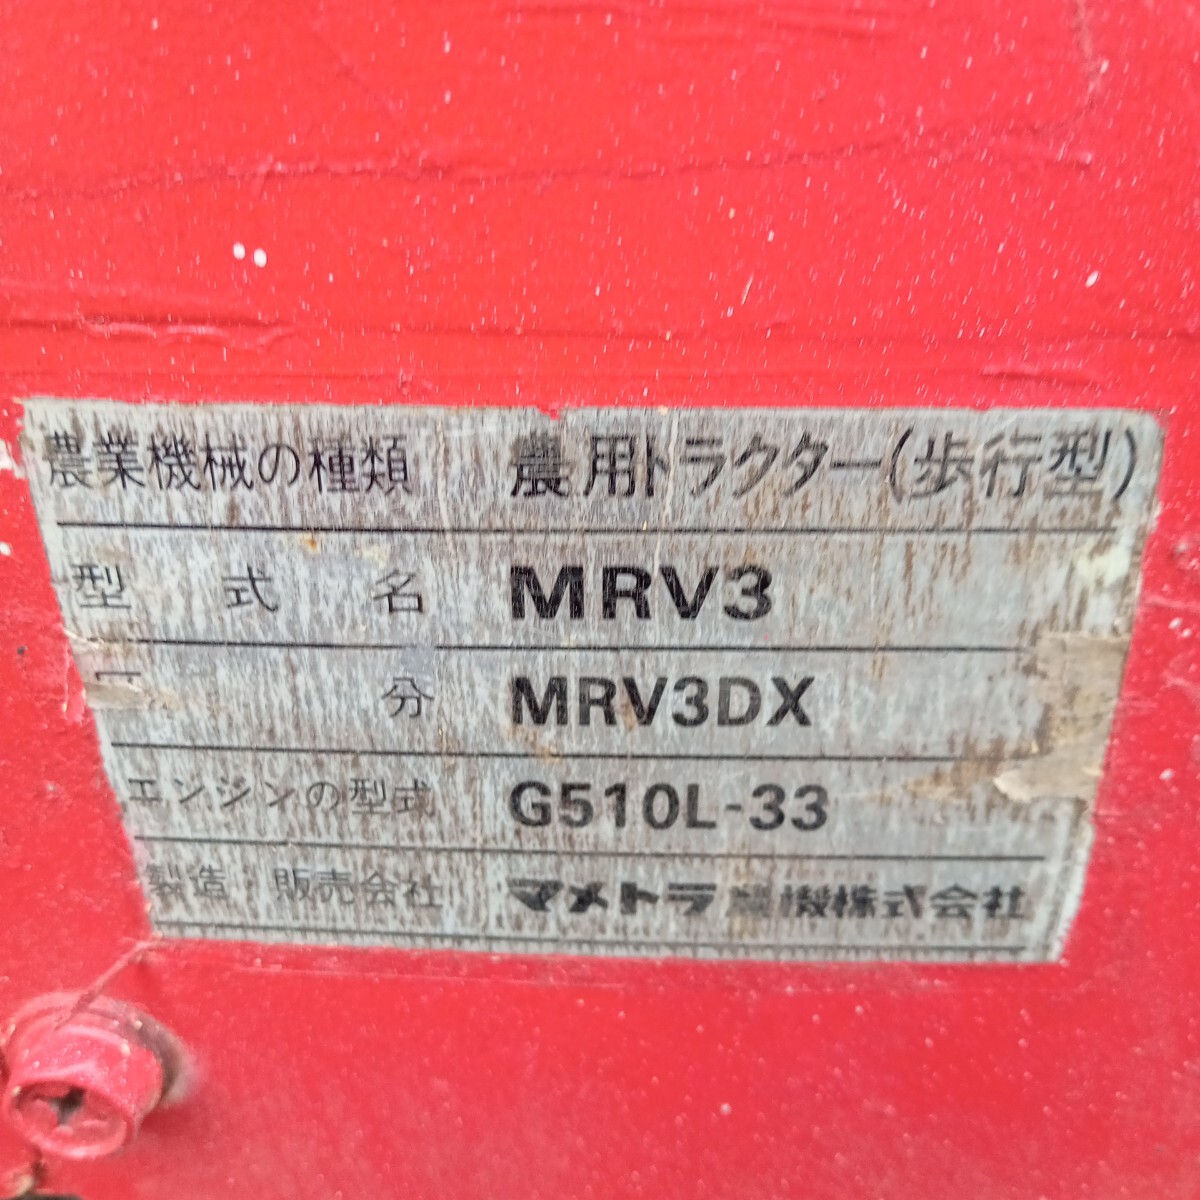 農業機械の種類 農用トラクター(歩行型)
型式名 MRV3
分 MRV3DX
エンジンの型式 G510L-33
製造・販売会社 マメトラ農機株式会社